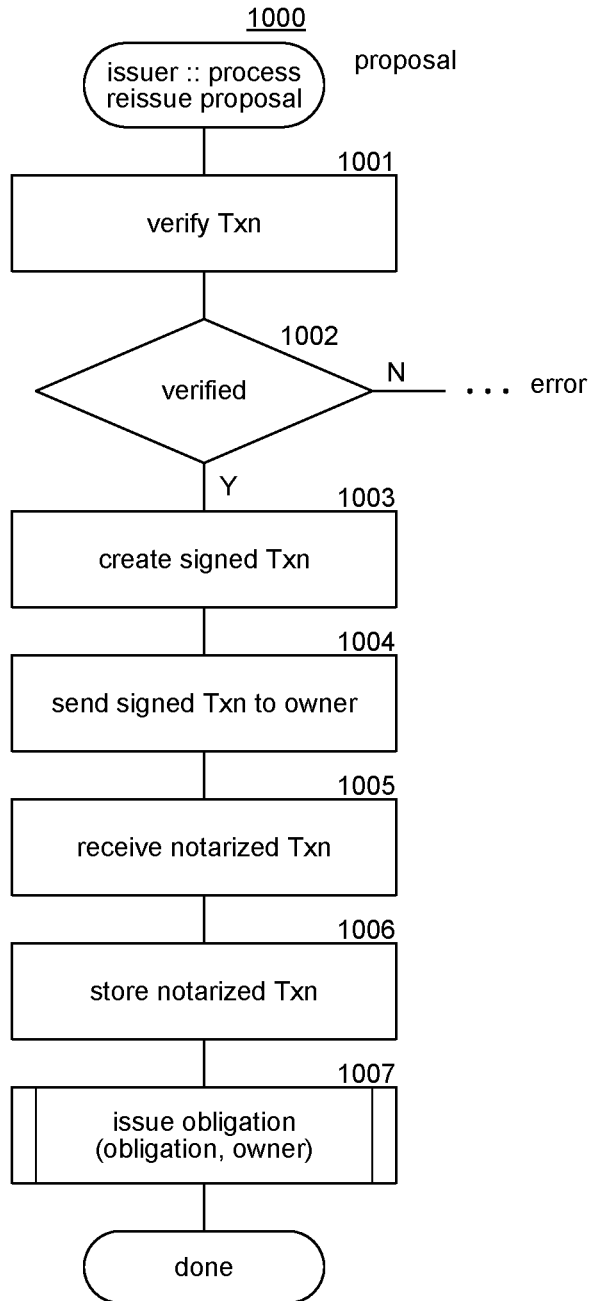 1000
issuer :: process
reissue proposal
proposal
1001
verify Txn
1002
verified
N
... error
Y
1003
create signed Txn
1004
send signed Txn to owner
1005
receive notarized Txn
1006
store notarized Txn
1007
issue obligation
(obligation, owner)
done